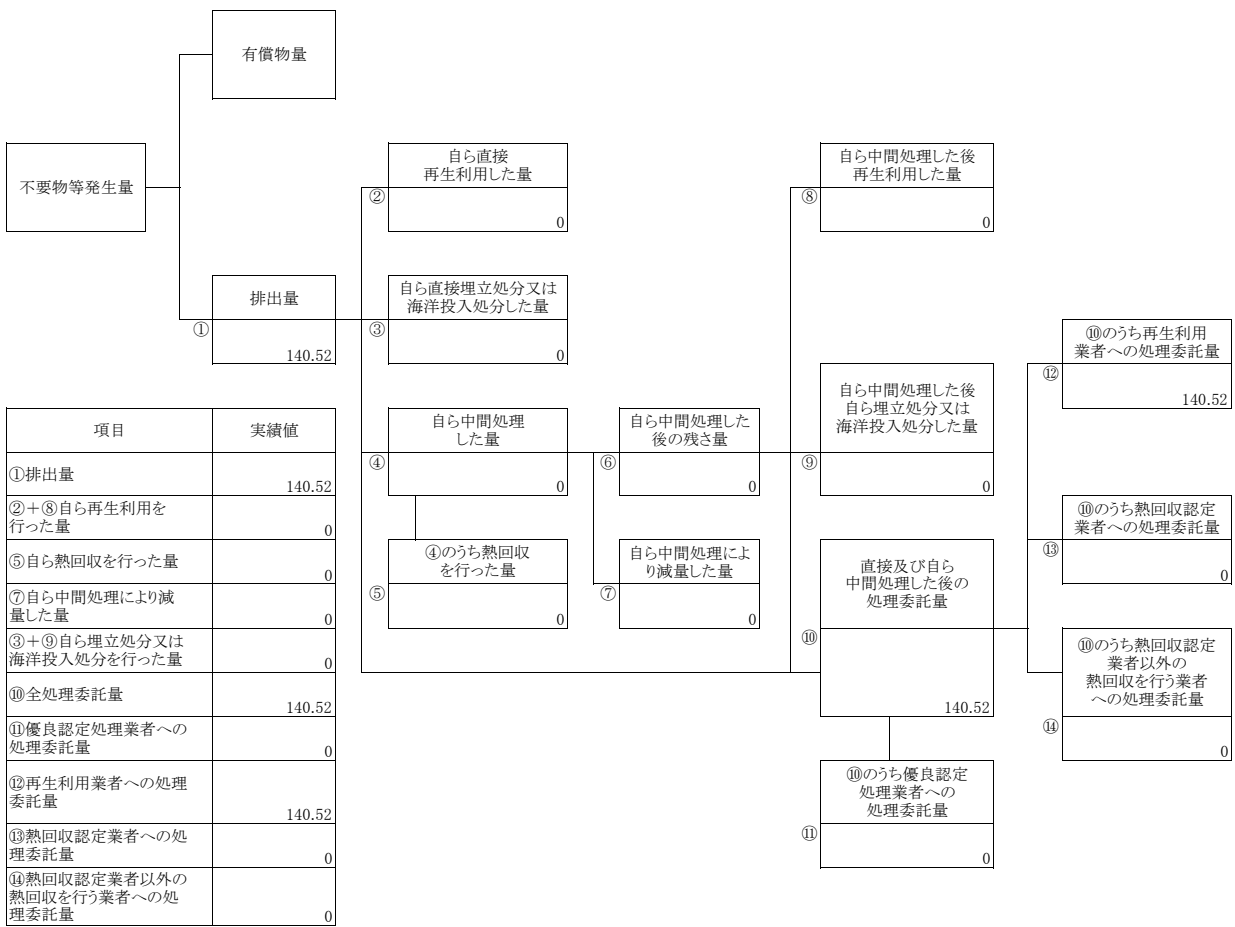 有償物量
不要物等発生量
自ら直接
再生利用した量
②
0
自ら中間処理した後
再生利用した量
⑧
0
排出量
①
140.52
自ら直接埋立処分又は
海洋投入処分した量
③
0
⑩のうち再生利用
業者への処理委託量
⑫
140.52
自ら中間処理
した量
④
0
自ら中間処理した
後の残さ量
⑥
0
自ら中間処理した後
自ら埋立処分又は
海洋投入処分した量
⑨
0
⑩のうち熱回収認定
業者への処理委託量
⑬
0
④のうち熱回収
を行った量
⑤
0
自ら中間処理によ
り減量した量
⑦
0
直接及び自ら
中間処理した後の
処理委託量
⑩
140.52
⑩のうち熱回収認定
業者以外の
熱回収を行う業者
への処理委託量
⑭
0
⑩のうち優良認定
処理業者への
処理委託量
⑪
0
項目 実績値
①排出量 140.52
②＋⑧自ら再生利用を
行った量 0
⑤自ら熱回収を行った量 0
⑦自ら中間処理により減
量した量 0
③＋⑨自ら埋立処分又は
海洋投入処分を行った量 0
⑩全処理委託量 140.52
⑪優良認定処理業者への
処理委託量 0
⑫再生利用業者への処理
委託量 140.52
⑬熱回収認定業者への処
理委託量 0
⑭熱回収認定業者以外の
熱回収を行う業者への処
理委託量 0